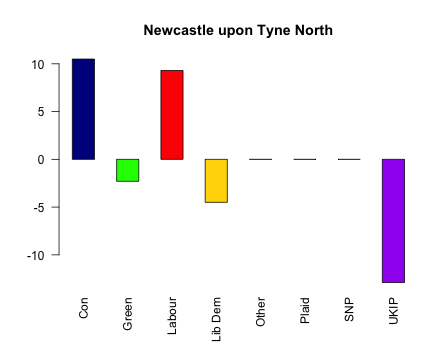 Newcastle upon Tyne North
10
5
0
-5
-10
Con
Green
Labour
Lib Dem
Other
Plaid
SNP
UKIP